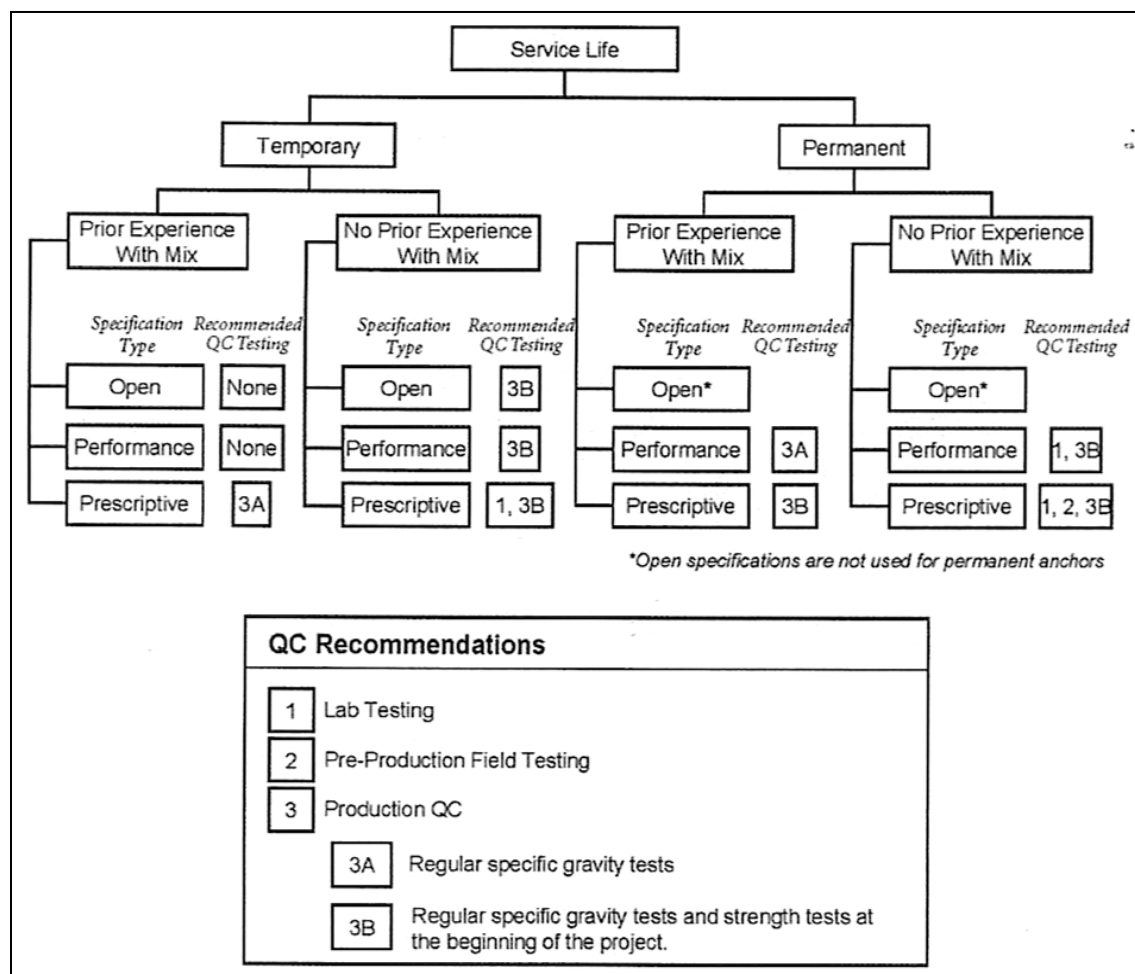 Service Life
Temporary
Permanent
Prior Experience
With Mix
No Prior Experience
With Mix
Prior Experience
With Mix
No Prior Experience
With Mix
Specification
Type
Recommended
QC Testing
Specification
Type
Recommended
QC Testing
Specification
Type
Recommended
QC Testing
Specification
Type
Recommended
QC Testing
Open
None
Open
3B
Open*
Open*
Performance
None
Performance
3B
Performance
3A
Performance
1, 3B
Prescriptive
3A
Prescriptive
1, 3B
Prescriptive
3B
Prescriptive
1, 2, 3B
*Open specifications are not used for permanent anchors
QC Recommendations
1 Lab Testing
2 Pre-Production Field Testing
3 Production QC
3A Regular specific gravity tests
3B Regular specific gravity tests and strength tests at
the beginning of the project.